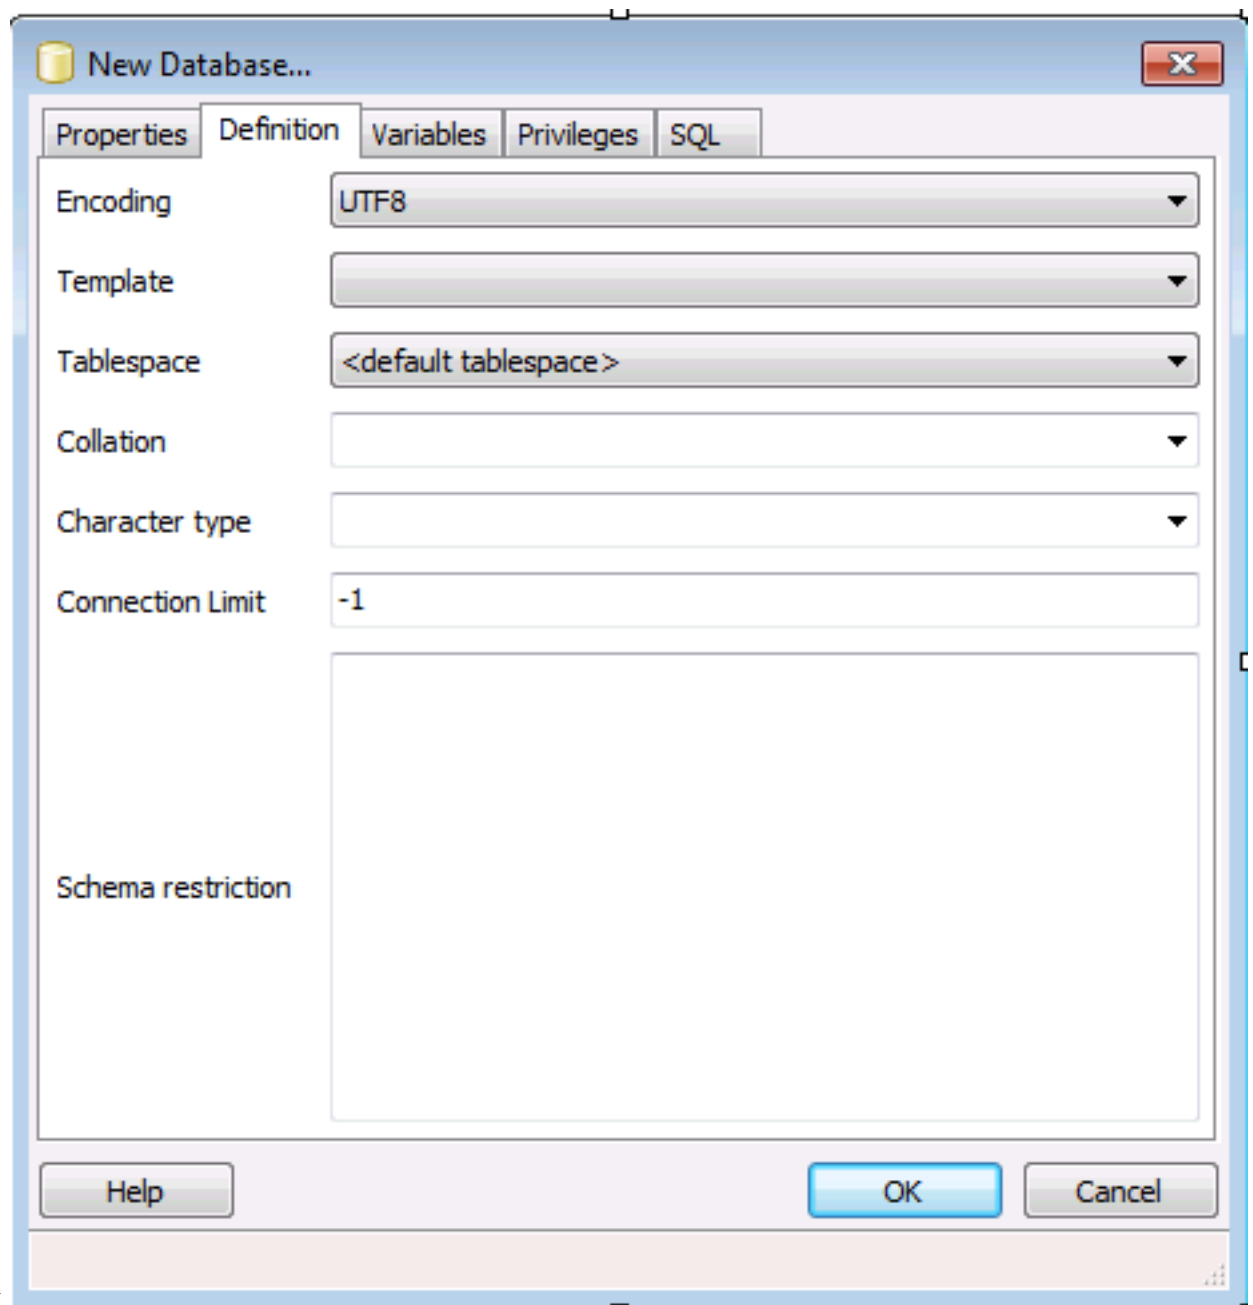 New Database...
Properties Definition Variables Privileges SQL
Encoding UTF8
Template
Tablespace <default tablespace>
Collation
Character type
Connection Limit -1
Schema restriction
Help OK Cancel